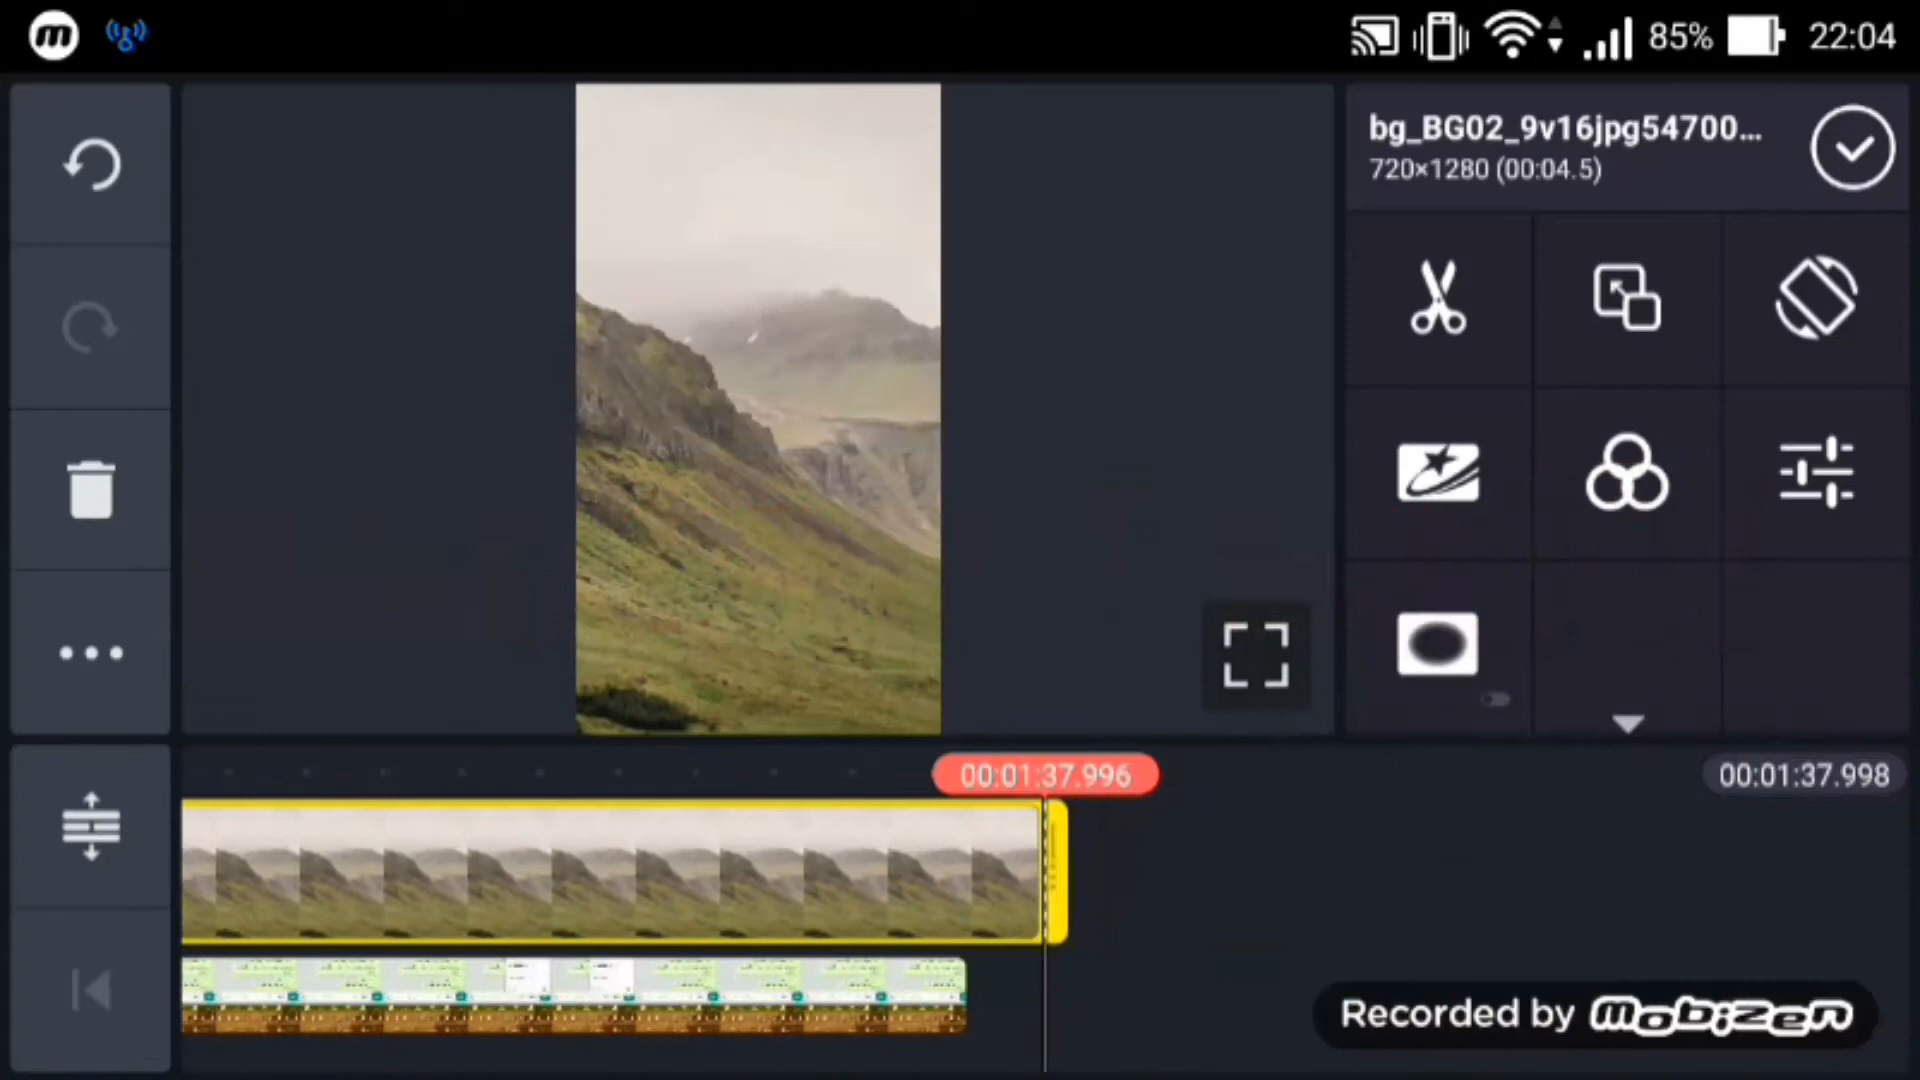 85% 22:04
bg_BG02_9v16jpg54700...
720×1280 (00:04.5)
00:01:37.996
00:01:37.998
Recorded by mobizen